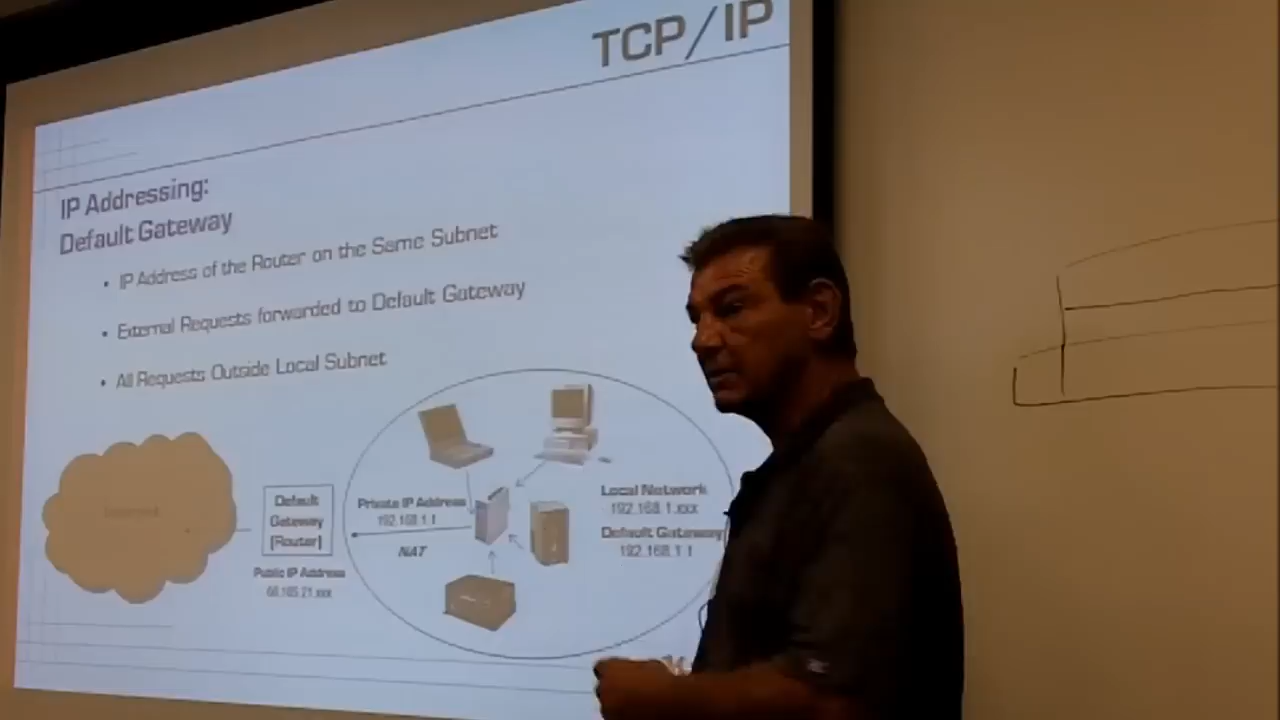 TCP/IP
IP Addressing:
Default Gateway
• IP Address of the Router on the Same Subnet
• External Requests forwarded to Default Gateway
• All Requests Outside Local Subnet
Default
Gateway
(Router)
Public IP Address
Private IP Address
192.168.1.1
NAT
Local Network
192.168.1.xxx
Default Gateway
192.168.1.1